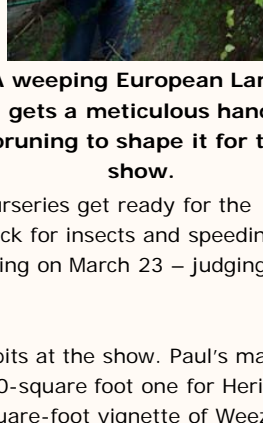 A weeping European Lar
gets a meticulous hand
pruning to shape it for t
show.
urseries get ready for the
ck for insects and speedin
ing on March 23 – judging
bits at the show. Paul's ma
0-square foot one for Heri
uare-foot vignette of Weez